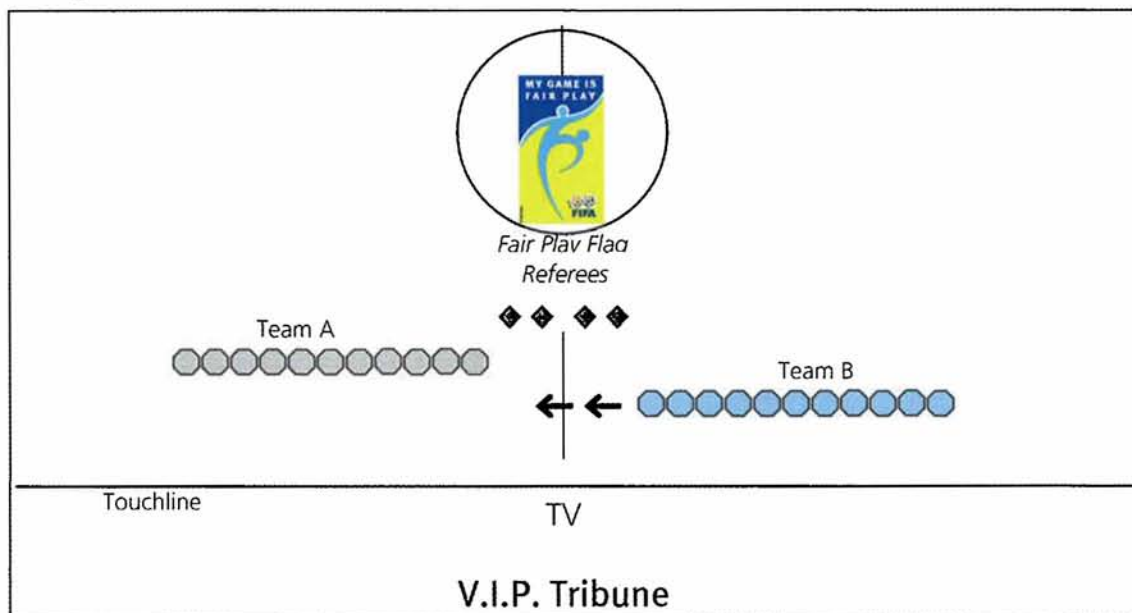 MY GAME IS
FAIR PLAY
FIFA
Fair Play Flag
Referees
Team A
Team B
Touchline
TV
V.I.P. Tribune